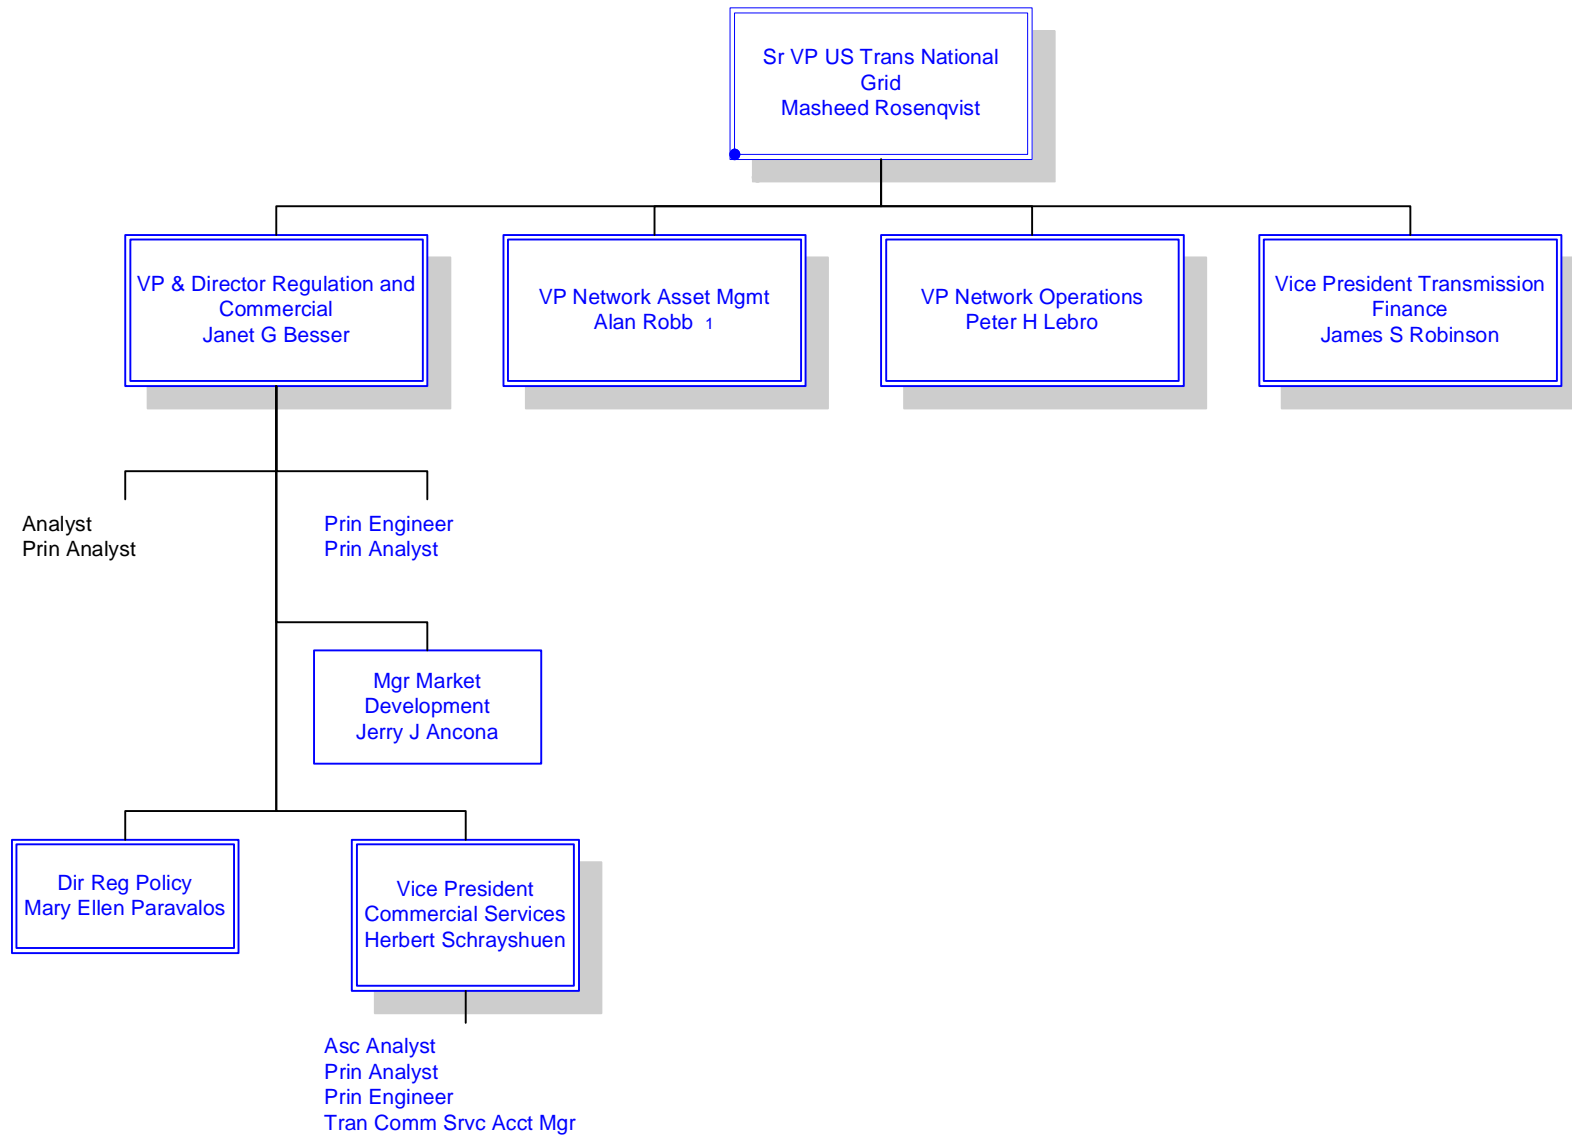 Sr VP US Trans National
Grid
Masheed Rosenqvist
VP & Director Regulation and
Commercial
Janet G Besser
VP Network Asset Mgmt
Alan Robb 1
VP Network Operations
Peter H Lebro
Vice President Transmission
Finance
James S Robinson
Analyst
Prin Analyst
Prin Engineer
Prin Analyst
Mgr Market
Development
Jerry J Ancona
Dir Reg Policy
Mary Ellen Paravalos
Vice President
Commercial Services
Herbert Schrayshuen
Asc Analyst
Prin Analyst
Prin Engineer
Tran Comm Srvc Acct Mgr